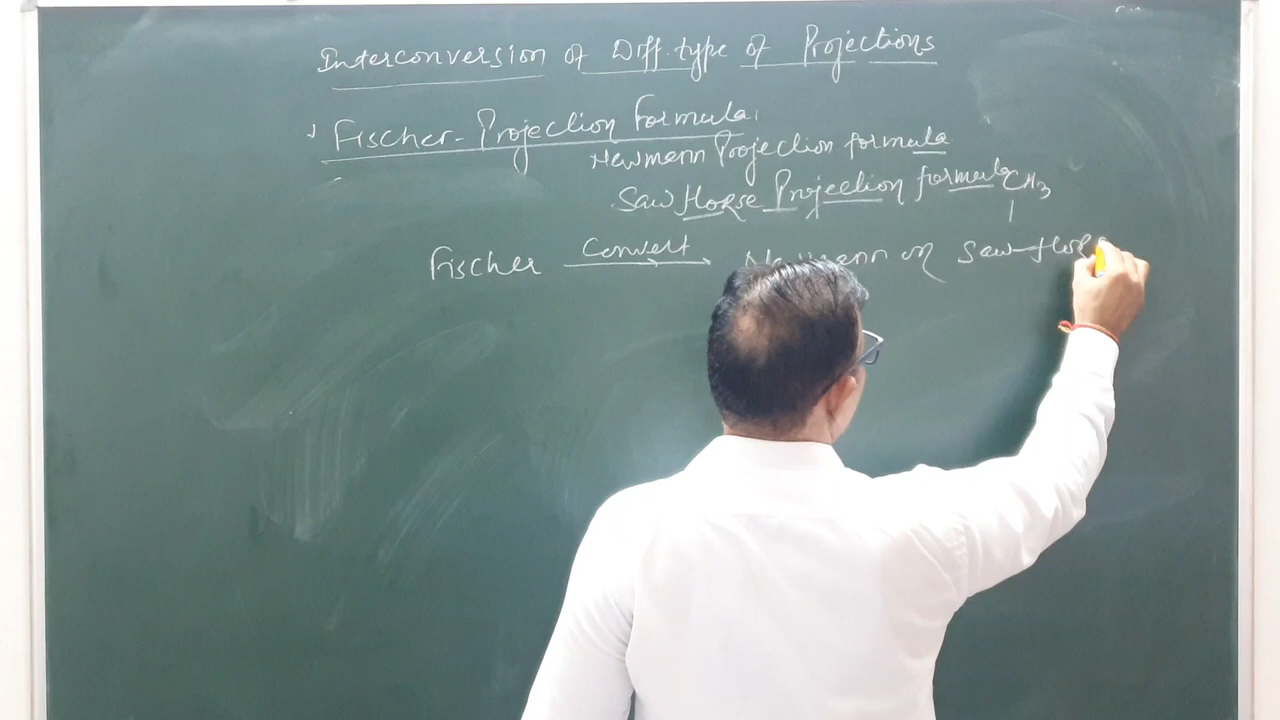 Interconversion of Diff. type of Projections
Fischer-Projection formula
Newmann Projection formula
Saw Horse Projection formula CH3
Fischer Convert Newmann or Saw-